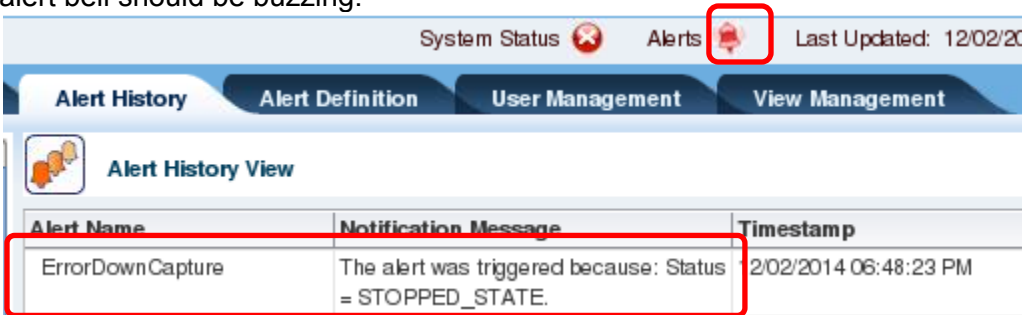 alert bell should be buzzing.
System Status Alerts Last Updated: 12/02/20
Alert History Alert Definition User Management View Management
Alert History View
Alert Name Notification Message Timestamp
ErrorDownCapture The alert was triggered because: Status 12/02/2014 06:48:23 PM
= STOPPED_STATE.